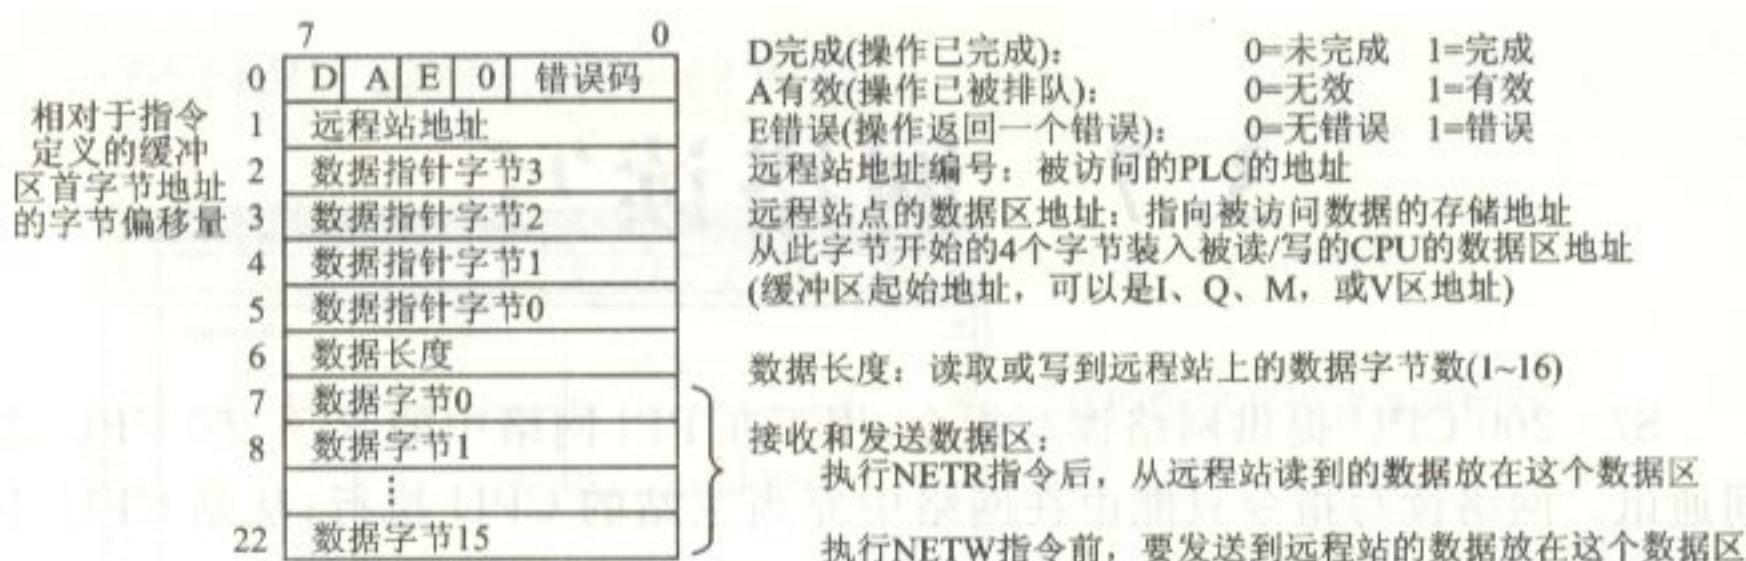 7 0
0 D A E 0 错误码
1 远程站地址
2 数据指针字节3
3 数据指针字节2
4 数据指针字节1
5 数据指针字节0
6 数据长度
7 数据字节0
8 数据字节1
⋮
22 数据字节15
相对于指令
定义的缓冲
区首字节地址
的字节偏移量
D完成(操作已完成): 0=未完成 1=完成
A有效(操作已被排队): 0=无效 1=有效
E错误(操作返回一个错误): 0=无错误 1=错误
远程站地址编号:被访问的PLC的地址
远程站点的数据区地址:指向被访问数据的存储地址
从此字节开始的4个字节装入被读/写的CPU的数据区地址
(缓冲区起始地址,可以是I、Q、M,或V区地址)
数据长度:读取或写到远程站上的数据字节数(1~16)
接收和发送数据区:
执行NETR指令后,从远程站读到的数据放在这个数据区
执行NETW指令前,要发送到远程站的数据放在这个数据区